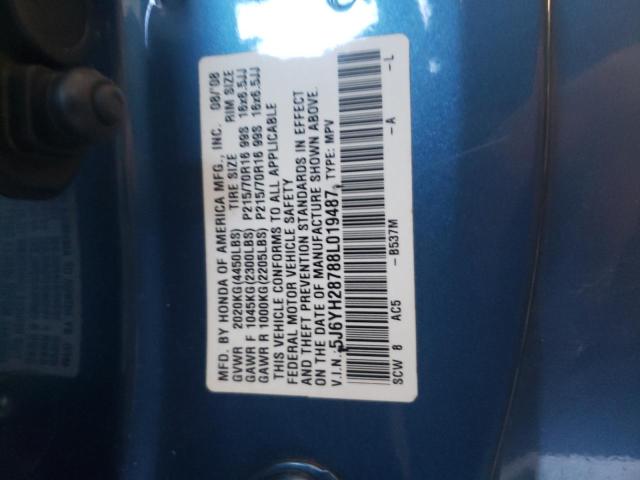 MFD. BY HONDA OF AMERICA MFG., INC. 08/'08
GVWR 2020KG(4450LBS) TIRE SIZE RIM SIZE
GAWR F 1045KG(2300LBS) P215/70R16 99S 16x6.5JJ
GAWR R 1000KG(2205LBS) P215/70R16 99S 16x6.5JJ
THIS VEHICLE CONFORMS TO ALL APPLICABLE
FEDERAL MOTOR VEHICLE SAFETY
AND THEFT PREVENTION STANDARDS IN EFFECT
ON THE DATE OF MANUFACTURE SHOWN ABOVE.
V.I.N.: 5J6YH28788L019487 TYPE: MPV
SCW 8 AC5 -B537M -A -L